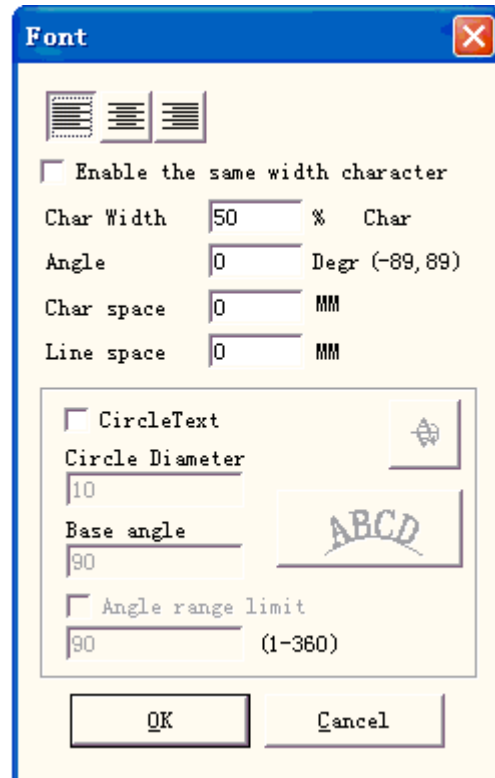 Font
Enable the same width character
Char Width 50 % Char
Angle 0 Degr (-89,89)
Char space 0 MM
Line space 0 MM
CircleText
Circle Diameter
10
Base angle
90
ABCD
Angle range limit
90 (1-360)
OK Cancel